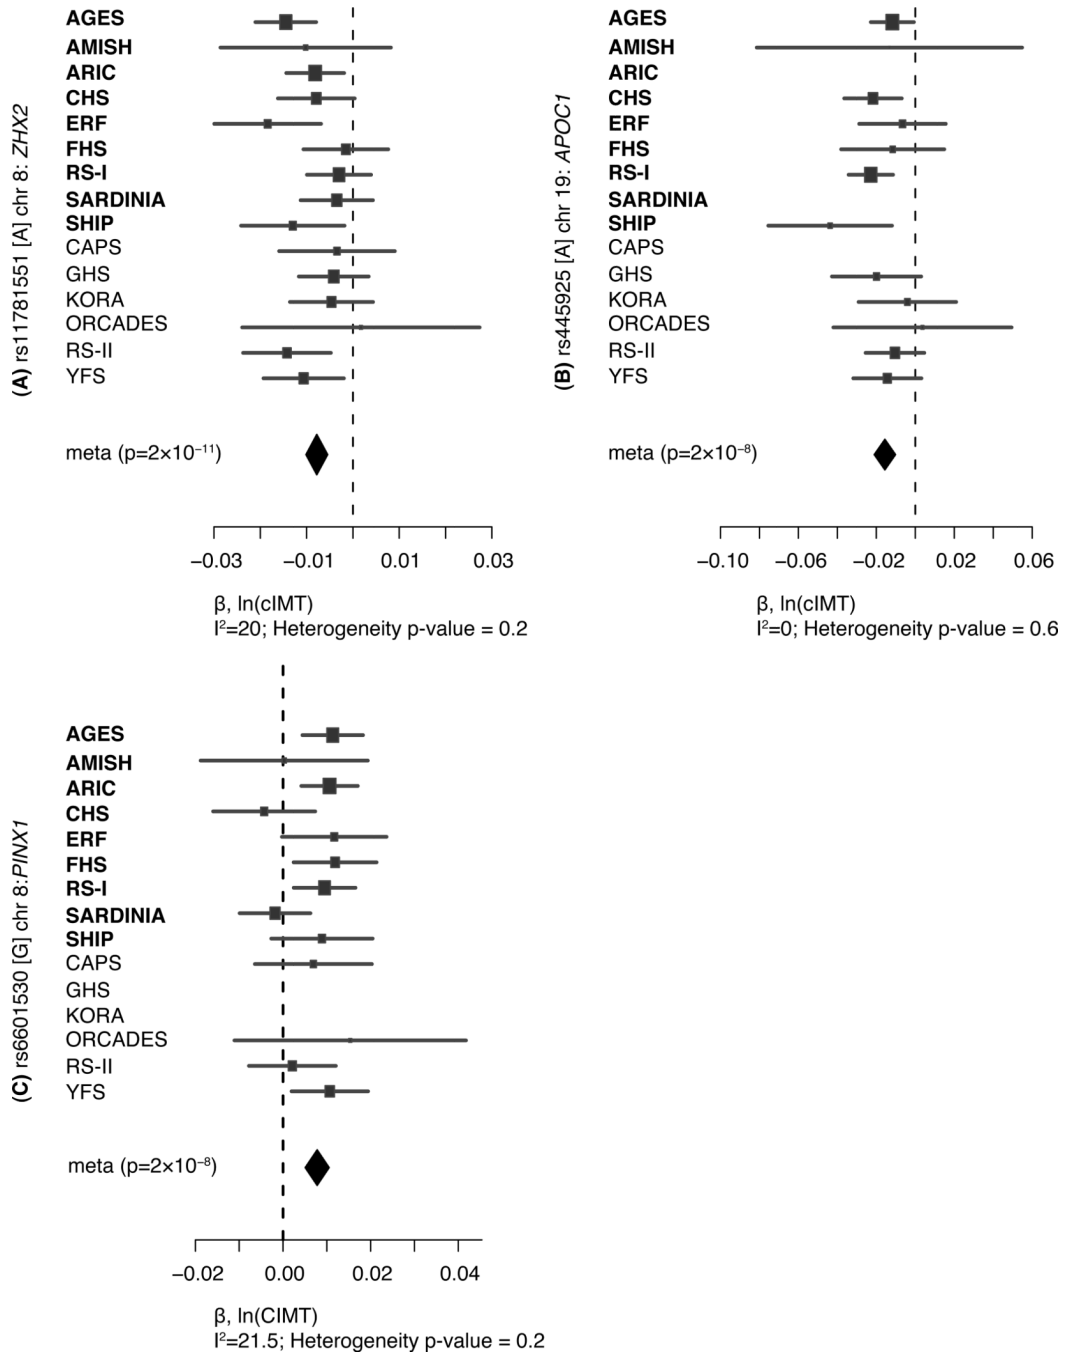 (A) rs11781551 [A] chr 8: ZHX2
AGES
AMISH
ARIC
CHS
ERF
FHS
RS-I
SARDINIA
SHIP
CAPS
GHS
KORA
ORCADES
RS-II
YFS
meta (p=2×10⁻¹¹)
−0.03 −0.01 0.01 0.03
β, ln(cIMT)
I²=20; Heterogeneity p-value = 0.2
(B) rs445925 [A] chr 19: APOC1
AGES
AMISH
ARIC
CHS
ERF
FHS
RS-I
SARDINIA
SHIP
CAPS
GHS
KORA
ORCADES
RS-II
YFS
meta (p=2×10⁻⁸)
−0.10 −0.06 −0.02 0.02 0.06
β, ln(cIMT)
I²=0; Heterogeneity p-value = 0.6
(C) rs6601530 [G] chr 8:PINX1
AGES
AMISH
ARIC
CHS
ERF
FHS
RS-I
SARDINIA
SHIP
CAPS
GHS
KORA
ORCADES
RS-II
YFS
meta (p=2×10⁻⁸)
−0.02 0.00 0.02 0.04
β, ln(CIMT)
I²=21.5; Heterogeneity p-value = 0.2